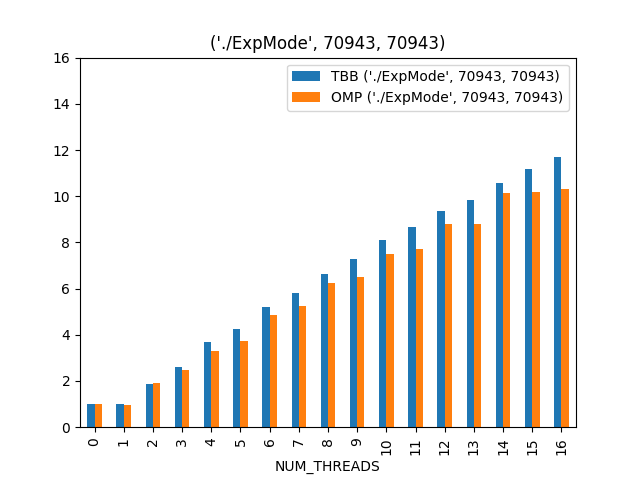 ('./ExpMode', 70943, 70943)
16
14
12
10
8
6
4
2
0
TBB ('./ExpMode', 70943, 70943)
OMP ('./ExpMode', 70943, 70943)
0 1 2 3 4 5 6 7 8 9 10 11 12 13 14 15 16
NUM_THREADS